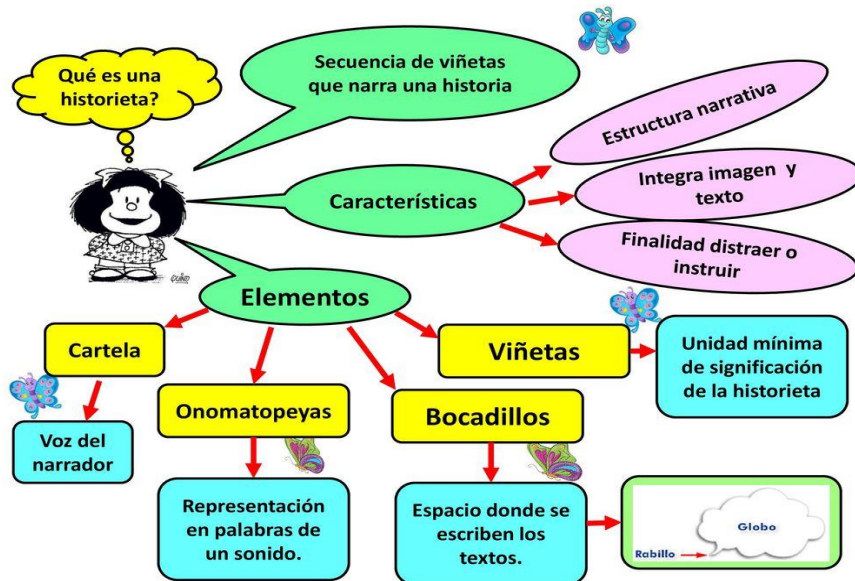 Qué es una
historieta?
Secuencia de viñetas
que narra una historia
Características
Estructura narrativa
Integra imagen y
texto
Finalidad distraer o
instruir
Elementos
Cartela
Voz del
narrador
Onomatopeyas
Representación
en palabras de
un sonido.
Bocadillos
Espacio donde se
escriben los
textos.
Globo
Rabillo
Viñetas
Unidad mínima
de significación
de la historieta